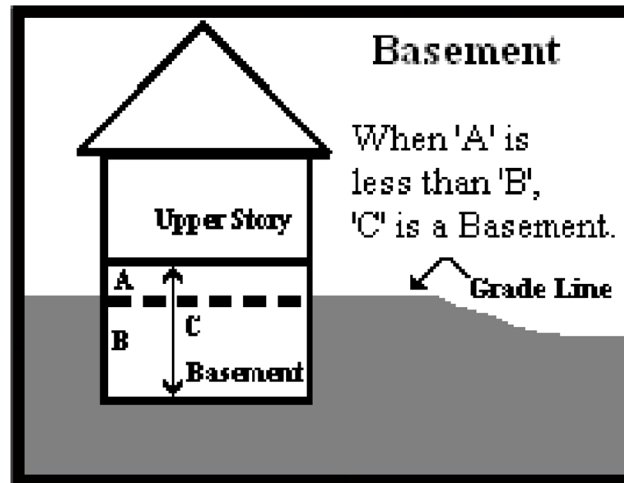 Basement
When 'A' is
less than 'B',
'C' is a Basement.
Upper Story
A
Grade Line
B
C
Basement